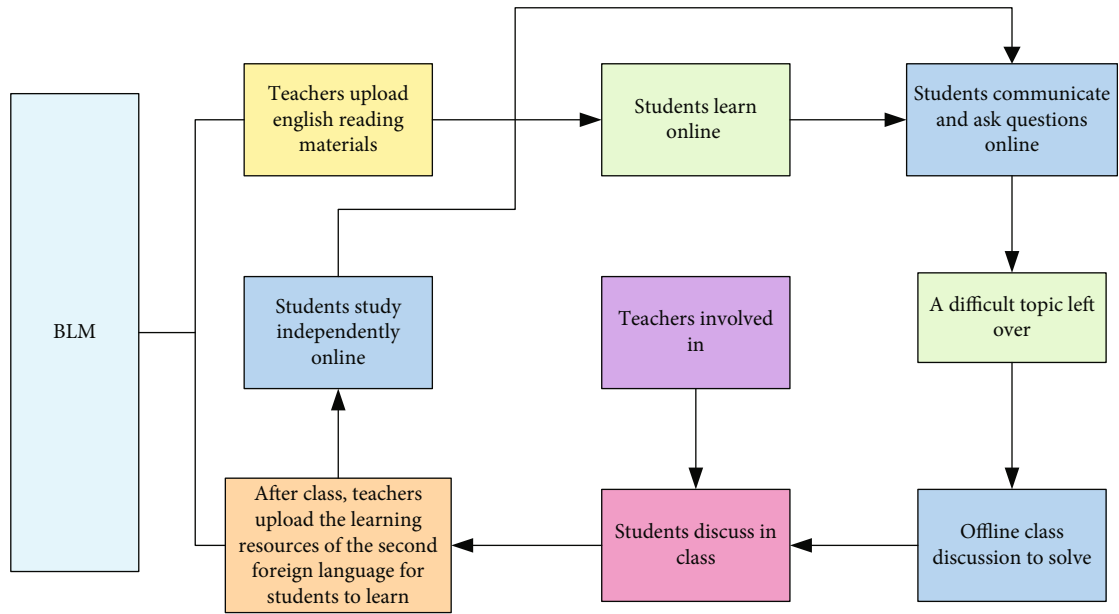 Teachers upload
english reading
materials
Students learn
online
Students communicate
and ask questions
online
BLM
Students study
independently
online
Teachers involved
in
A difficult topic left
over
After class, teachers
upload the learning
resources of the second
foreign language for
students to learn
Students discuss in
class
Offline class
discussion to solve